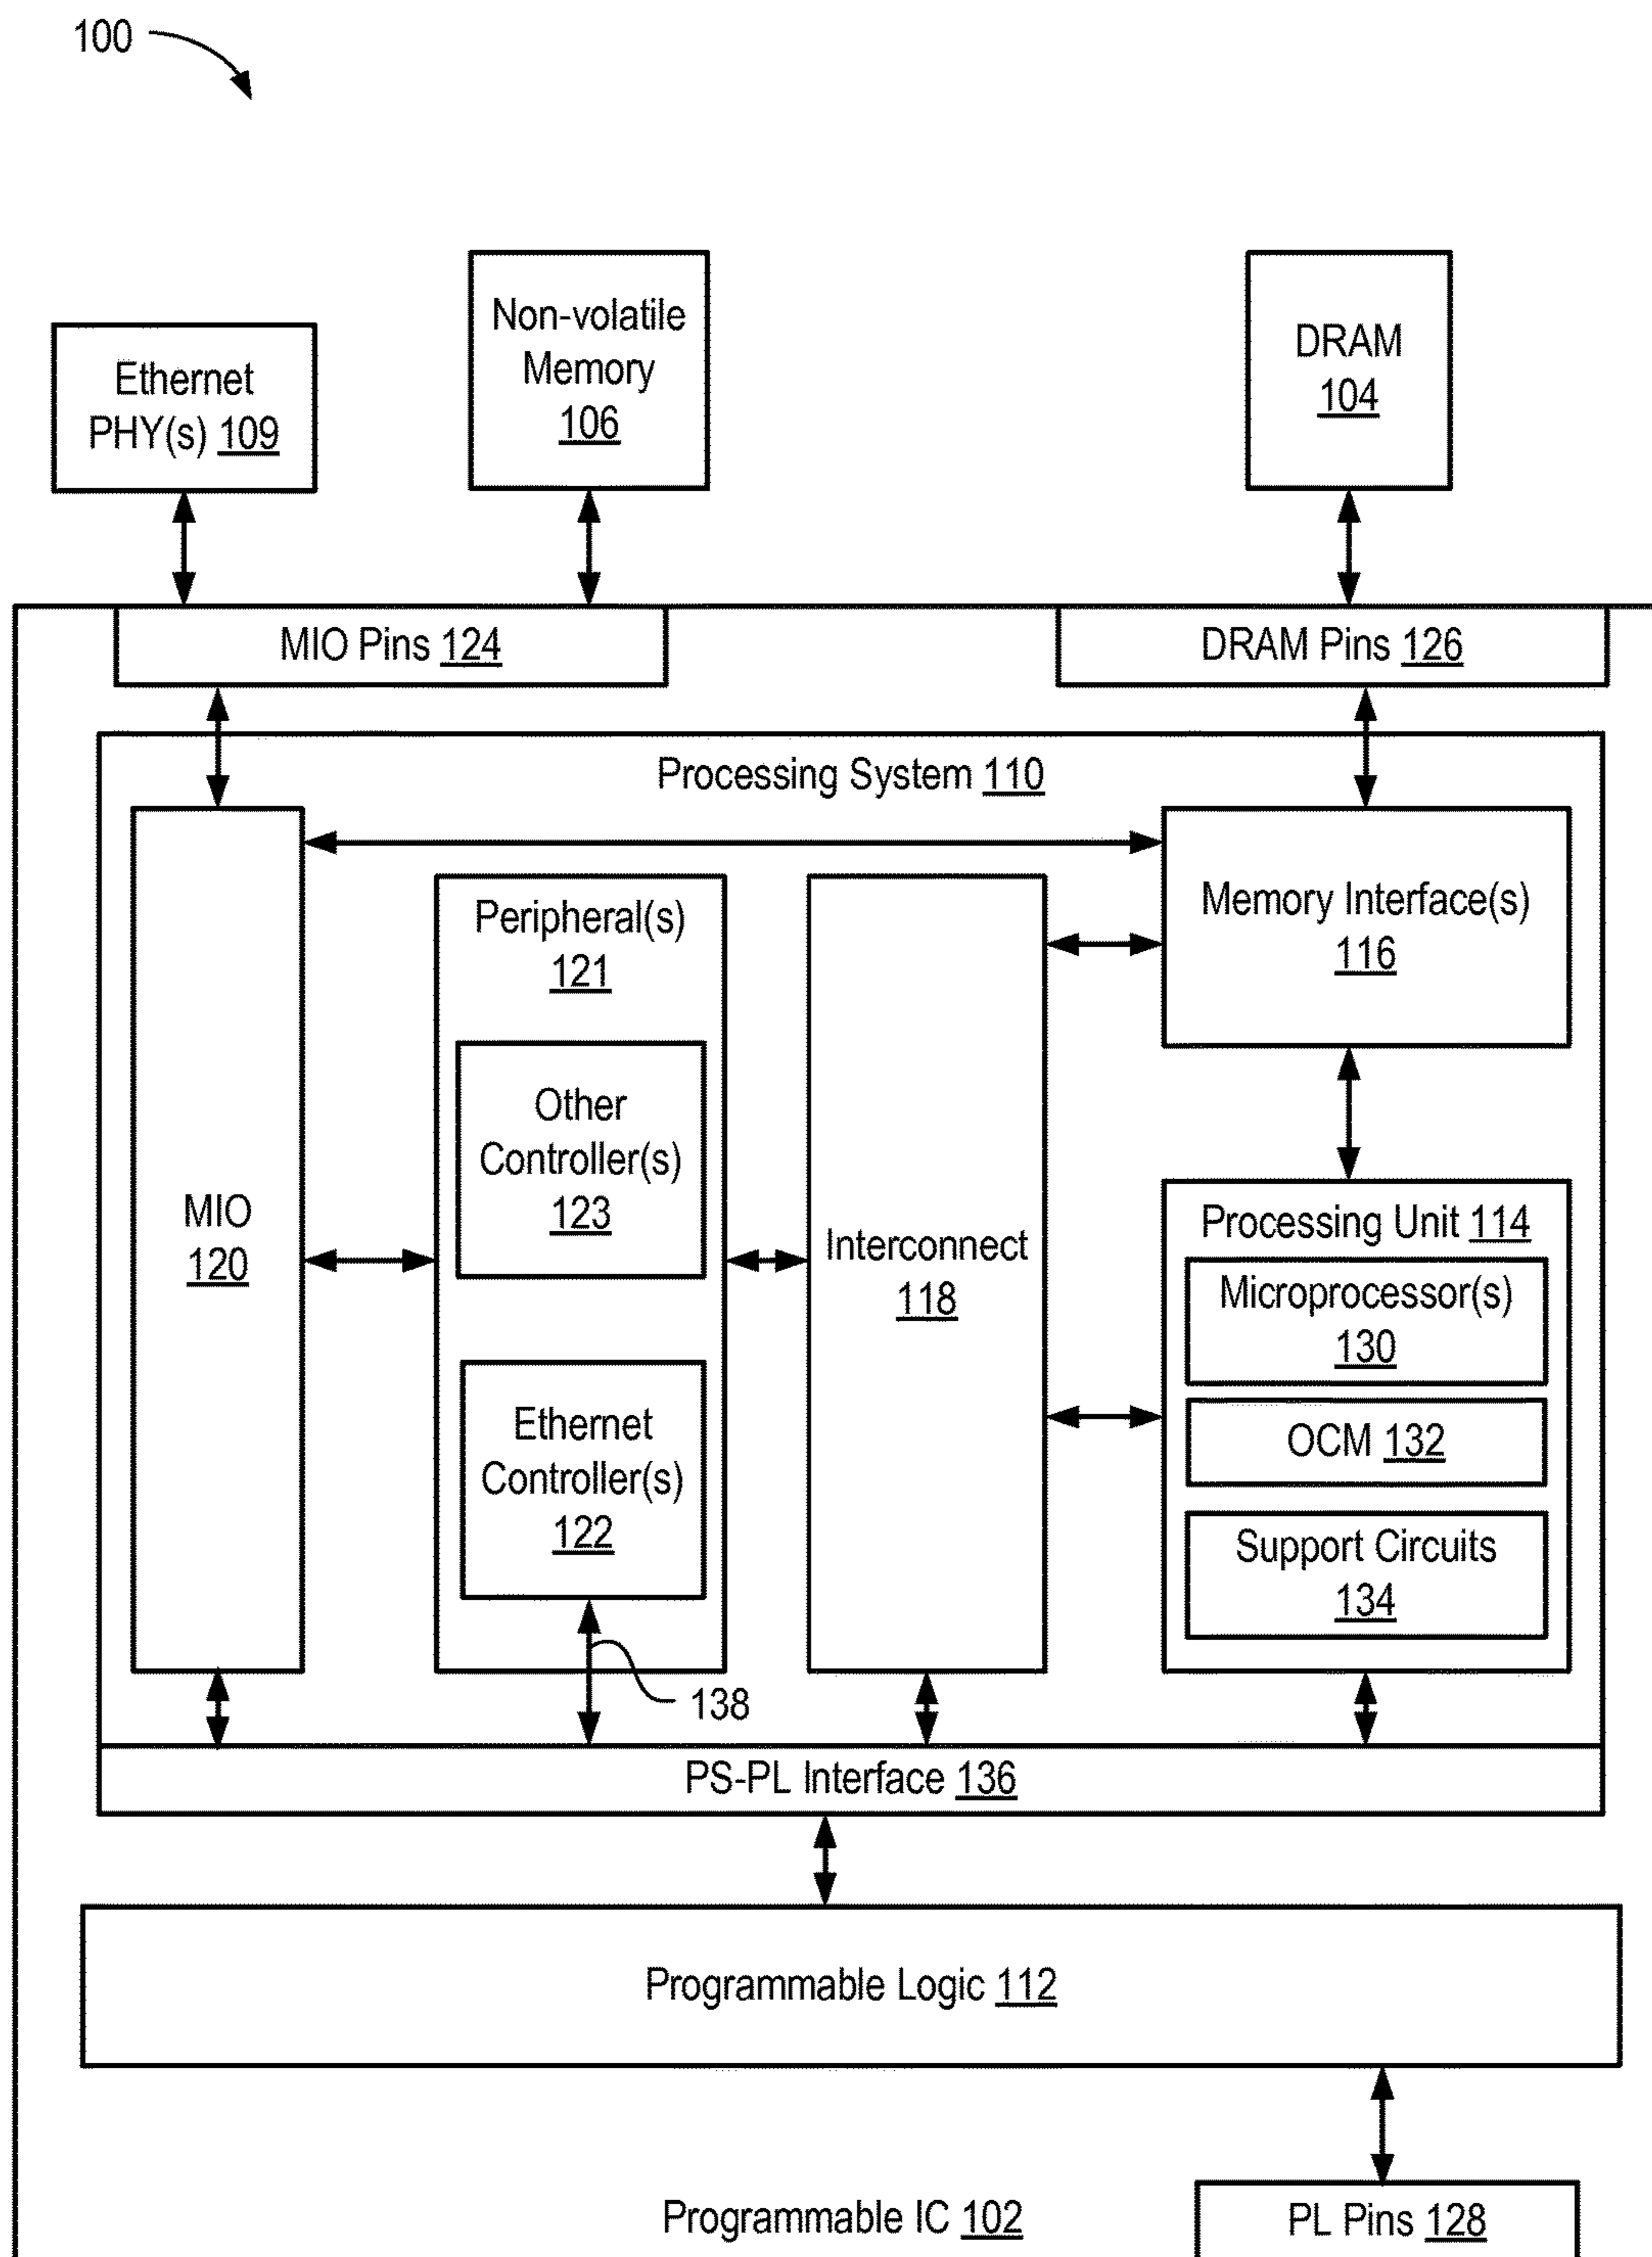 100
Non-volatile
Memory
106
DRAM
104
Ethernet
PHY(s) 109
MIO Pins 124
DRAM Pins 126
Processing System 110
MIO
120
Peripheral(s)
121
Other
Controller(s)
123
Ethernet
Controller(s)
122
138
Interconnect
118
Memory Interface(s)
116
Processing Unit 114
Microprocessor(s)
130
OCM 132
Support Circuits
134
PS-PL Interface 136
Programmable Logic 112
Programmable IC 102
PL Pins 128